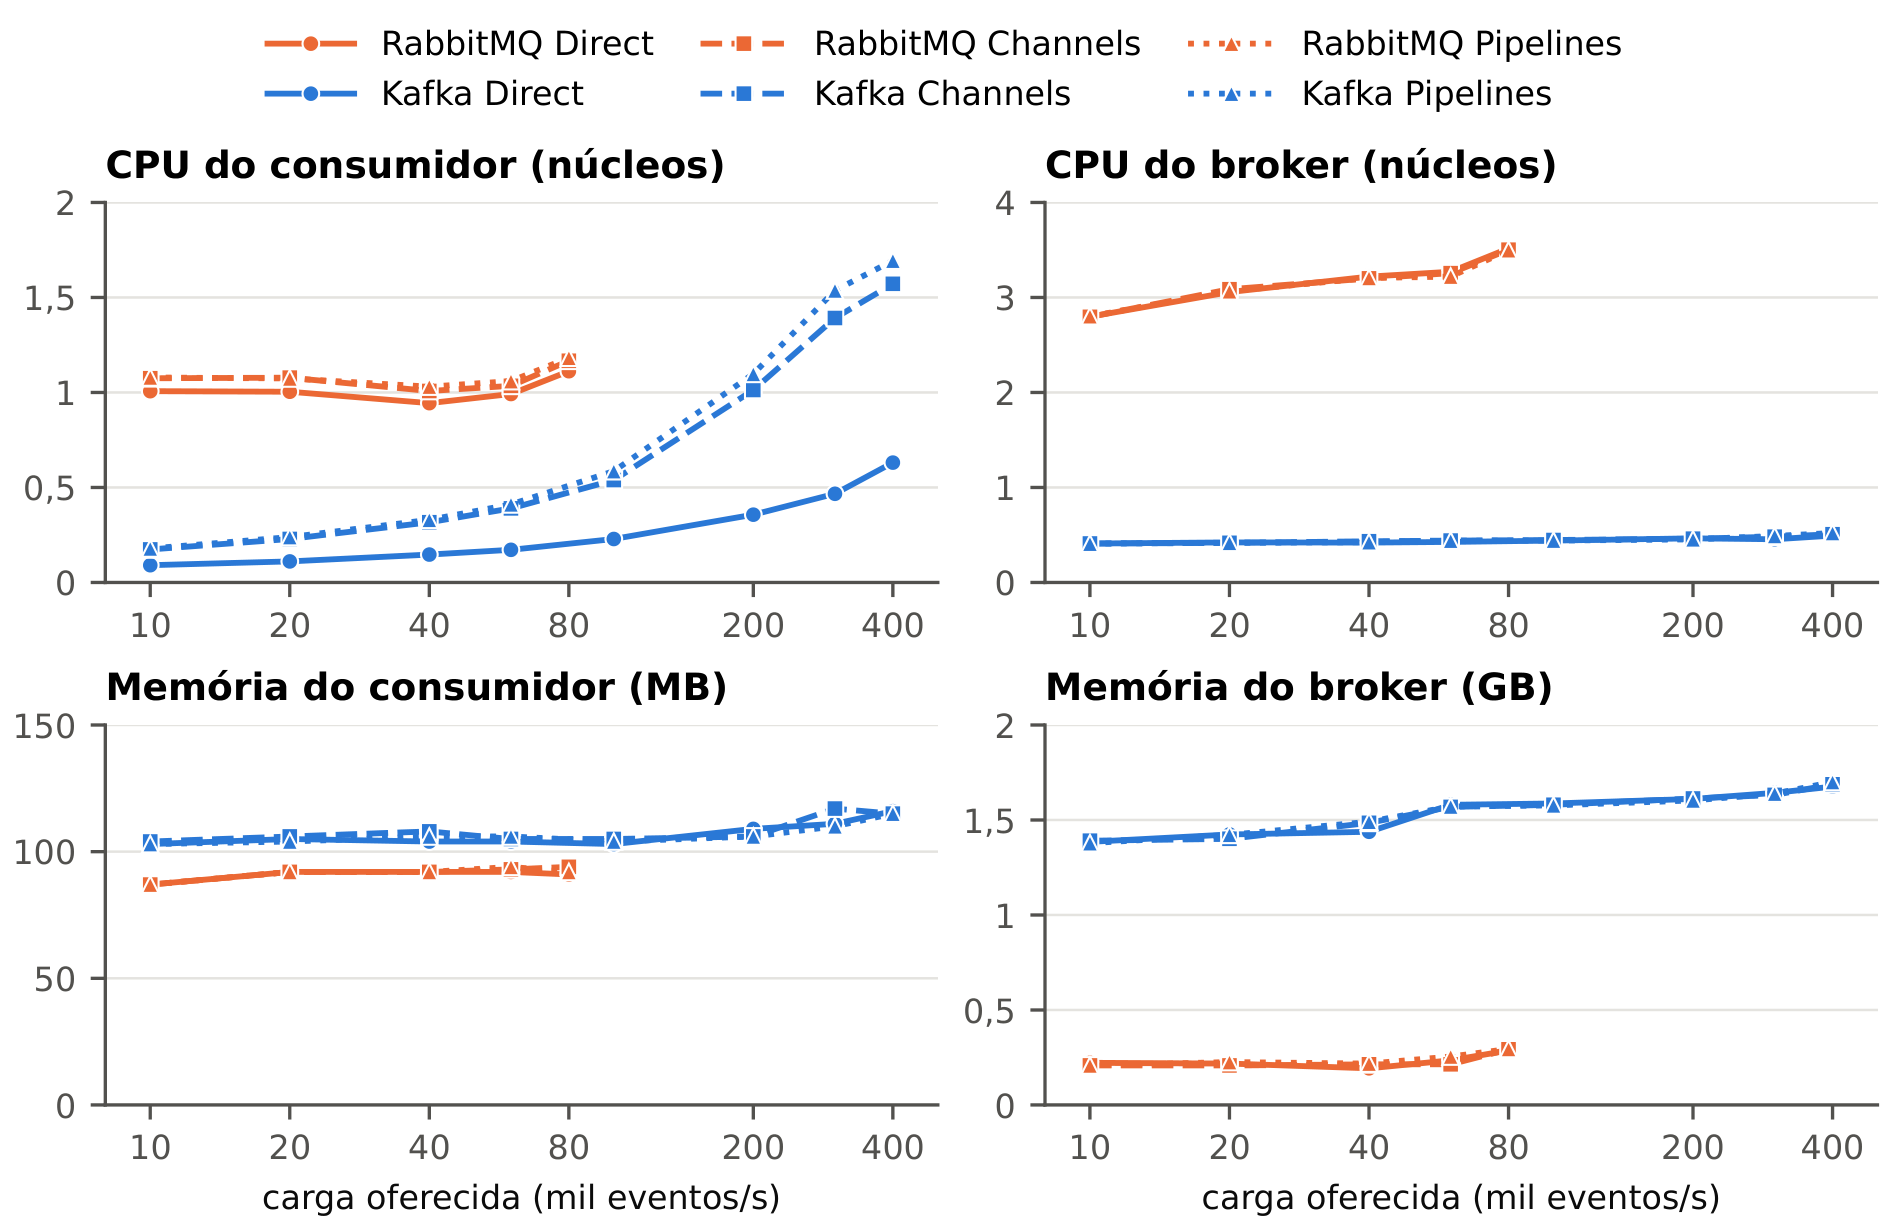 RabbitMQ Direct RabbitMQ Channels RabbitMQ Pipelines
Kafka Direct Kafka Channels Kafka Pipelines
CPU do consumidor (núcleos)
2
1,5
1
0,5
0
10 20 40 80 200 400
CPU do broker (núcleos)
4
3
2
1
0
10 20 40 80 200 400
Memória do consumidor (MB)
150
100
50
0
10 20 40 80 200 400
carga oferecida (mil eventos/s)
Memória do broker (GB)
2
1,5
1
0,5
0
10 20 40 80 200 400
carga oferecida (mil eventos/s)